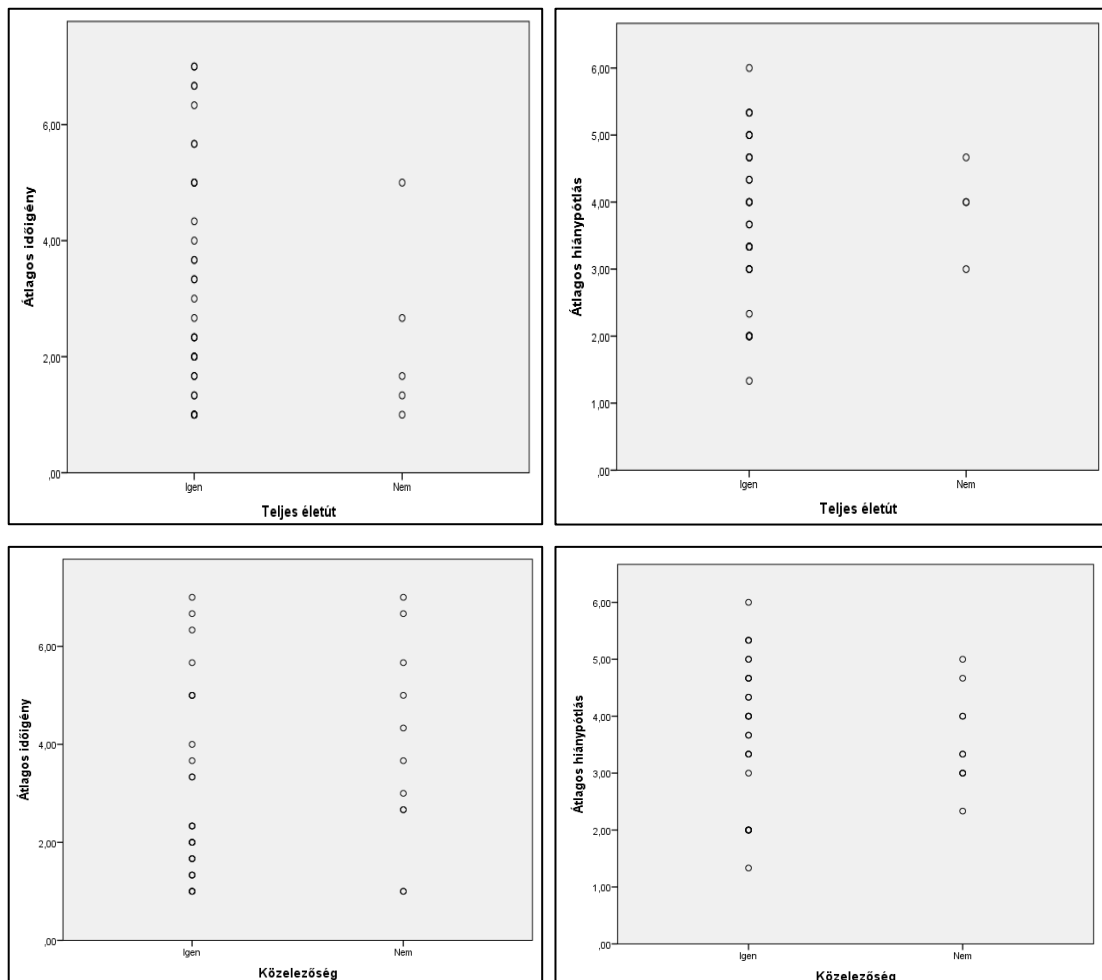 Átlagos időigény
6,00
4,00
2,00
,00
Igen
Nem
Teljes életút
Átlagos hiánypótlás
6,00
5,00
4,00
3,00
2,00
1,00
,00
Igen
Nem
Teljes életút
Átlagos időigény
6,00
4,00
2,00
,00
Igen
Nem
Közelezőség
Átlagos hiánypótlás
6,00
5,00
4,00
3,00
2,00
1,00
,00
Igen
Nem
Közelezőség